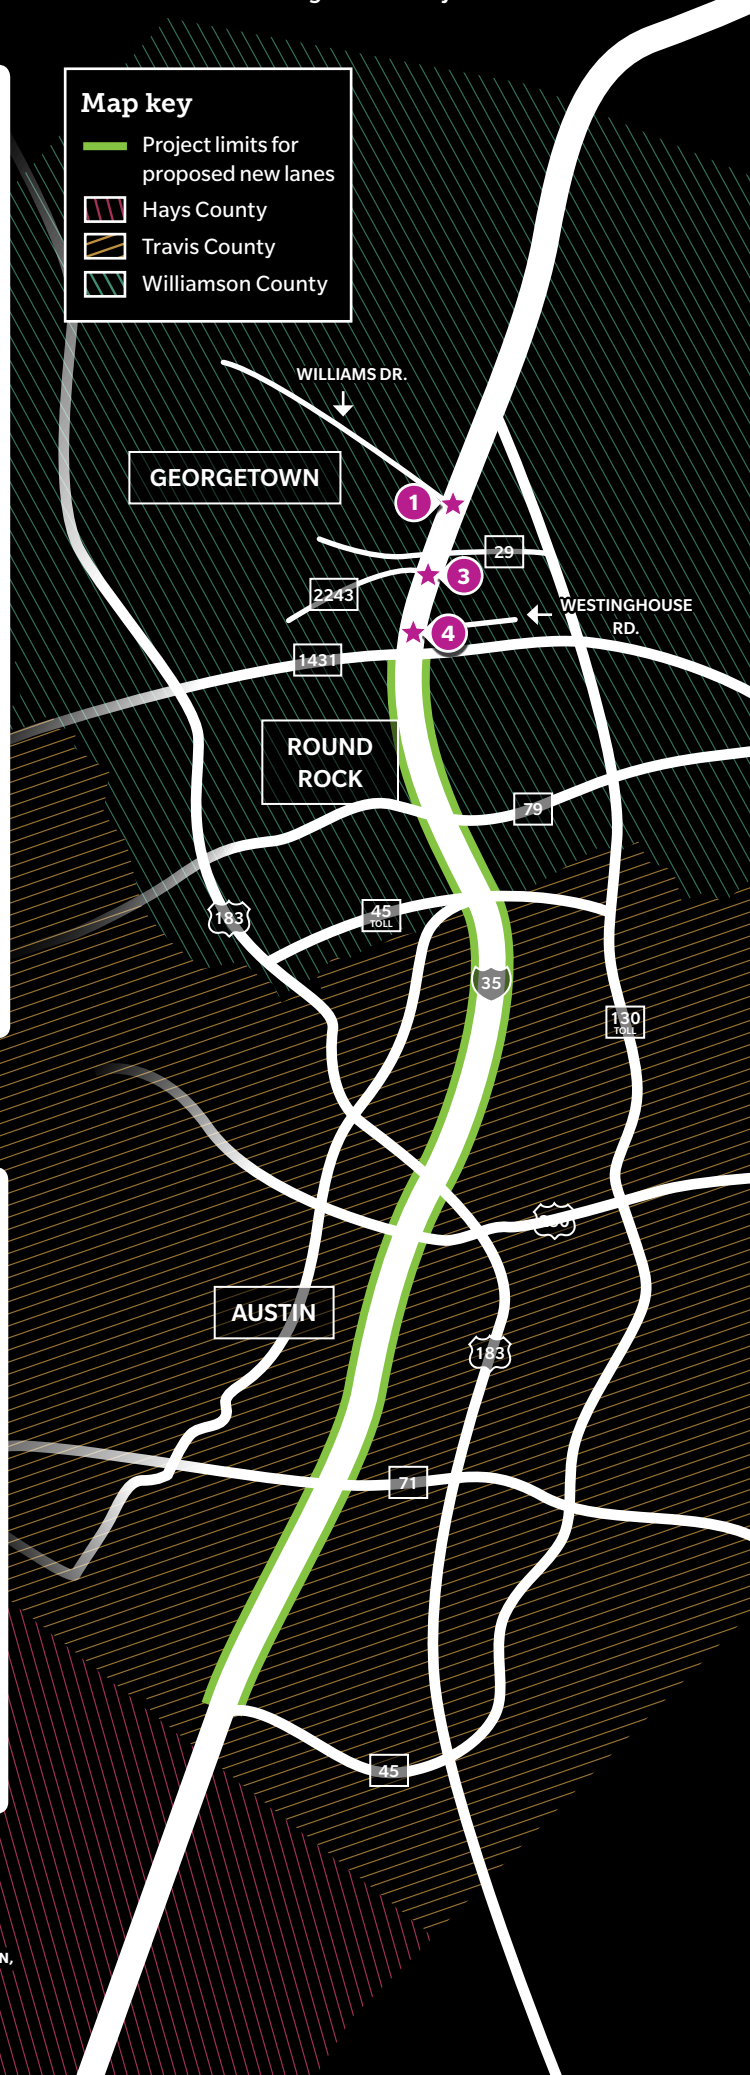 Map key
Project limits for
proposed new lanes
Hays County
Travis County
Williamson County
WILLIAMS DR.
GEORGETOWN
1
29
3
2243
WESTINGHOUSE
RD.
4
1431
ROUND
ROCK
79
183
45
TOLL
35
130
TOLL
AUSTIN
183
71
45
N,